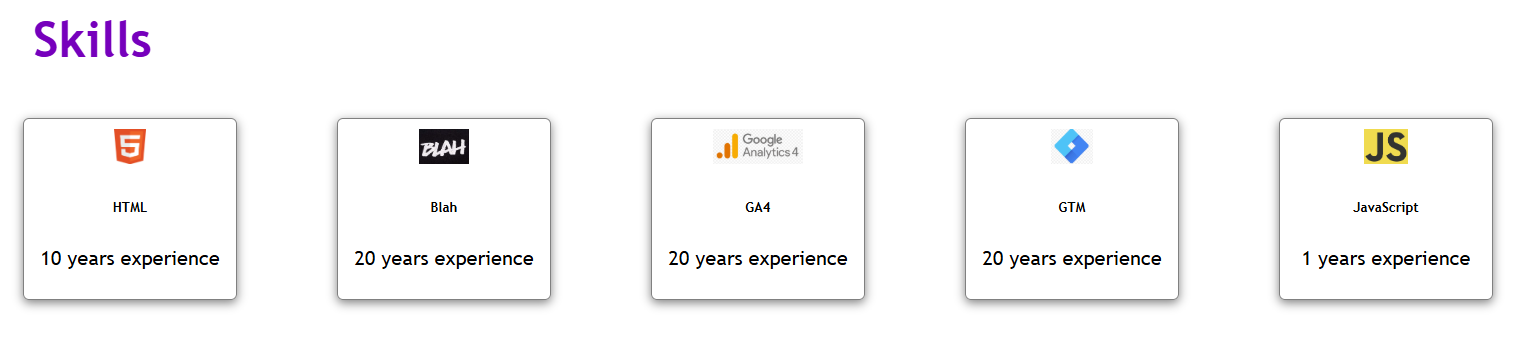 Skills
5
BLAH
Google
Analytics 4
JS
HTML
Blah
GA4
GTM
JavaScript
10 years experience
20 years experience
20 years experience
20 years experience
1 years experience